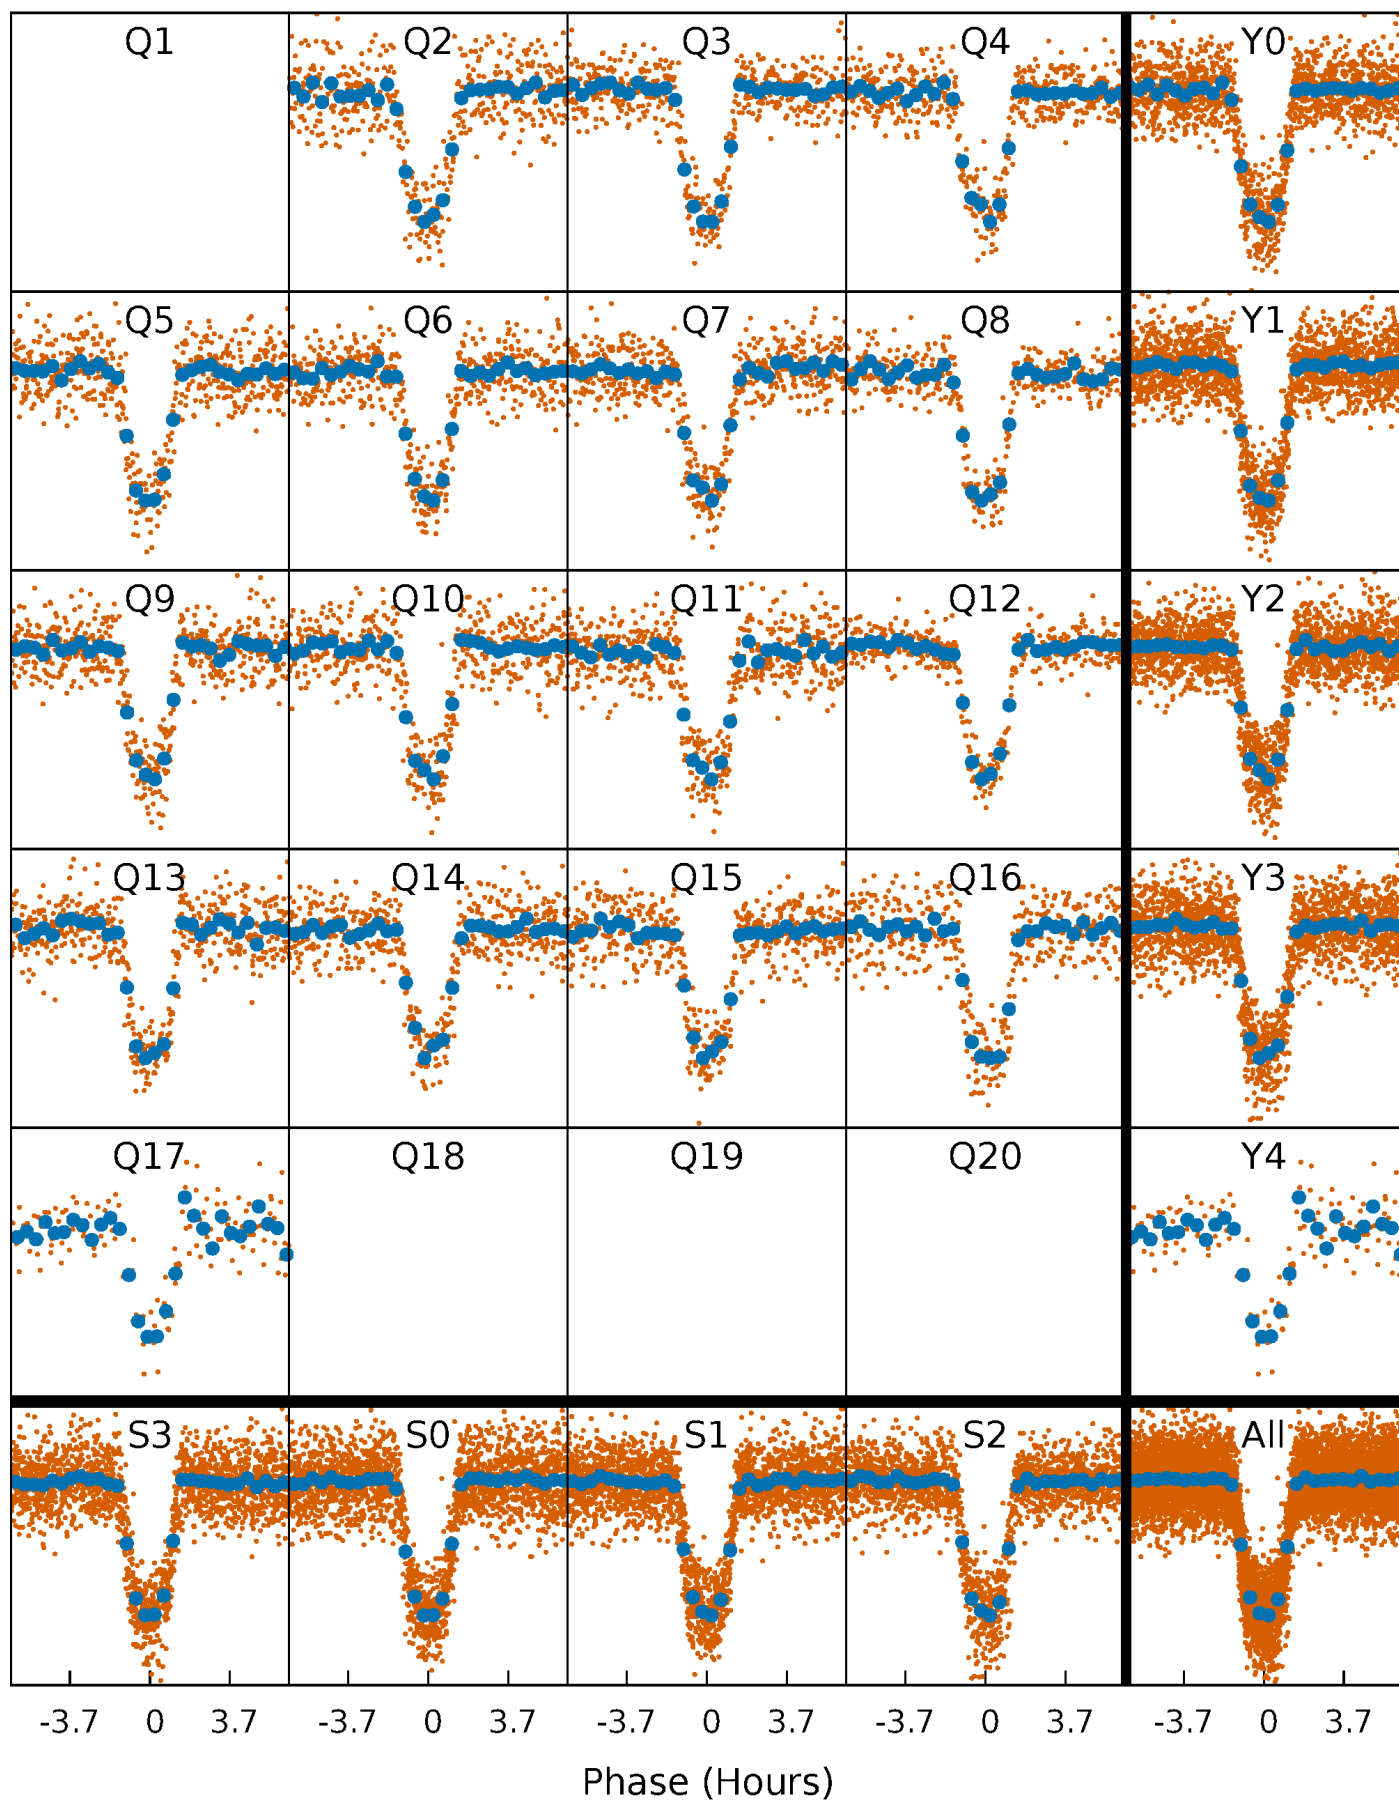 Q1 Q2 Q3 Q4 Y0
Q5 Q6 Q7 Q8 Y1
Q9 Q10 Q11 Q12 Y2
Q13 Q14 Q15 Q16 Y3
Q17 Q18 Q19 Q20 Y4
S3 S0 S1 S2 All
-3.7 0 3.7 -3.7 0 3.7 -3.7 0 3.7 -3.7 0 3.7 -3.7 0 3.7
Phase (Hours)